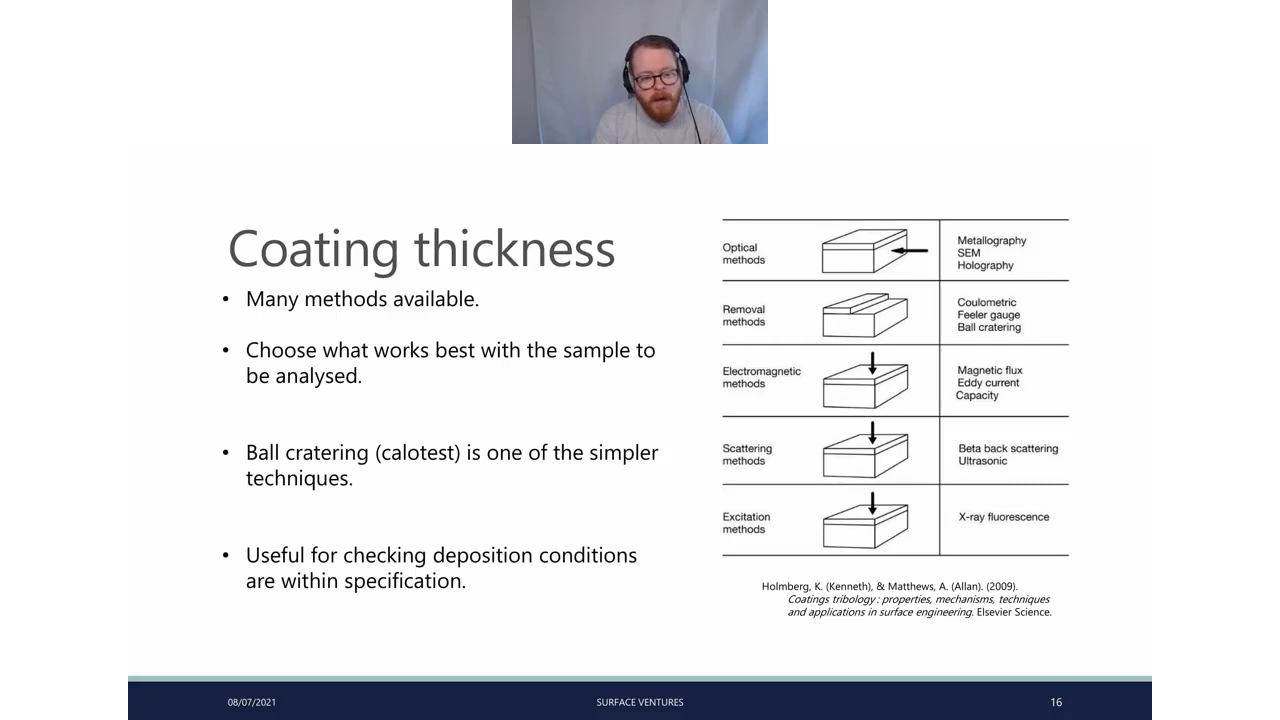 Coating thickness
• Many methods available.
• Choose what works best with the sample to
be analysed.
• Ball cratering (calotest) is one of the simpler
techniques.
• Useful for checking deposition conditions
are within specification.
Optical
methods
Metallography
SEM
Holography
Removal
methods
Coulometric
Feeler gauge
Ball cratering
Electromagnetic
methods
Magnetic flux
Eddy current
Capacity
Scattering
methods
Beta back scattering
Ultrasonic
Excitation
methods
X-ray fluorescence
Holmberg, K. (Kenneth), & Matthews, A. (Allan). (2009).
Coatings tribology : properties, mechanisms, techniques
and applications in surface engineering. Elsevier Science.
08/07/2021
SURFACE VENTURES
16